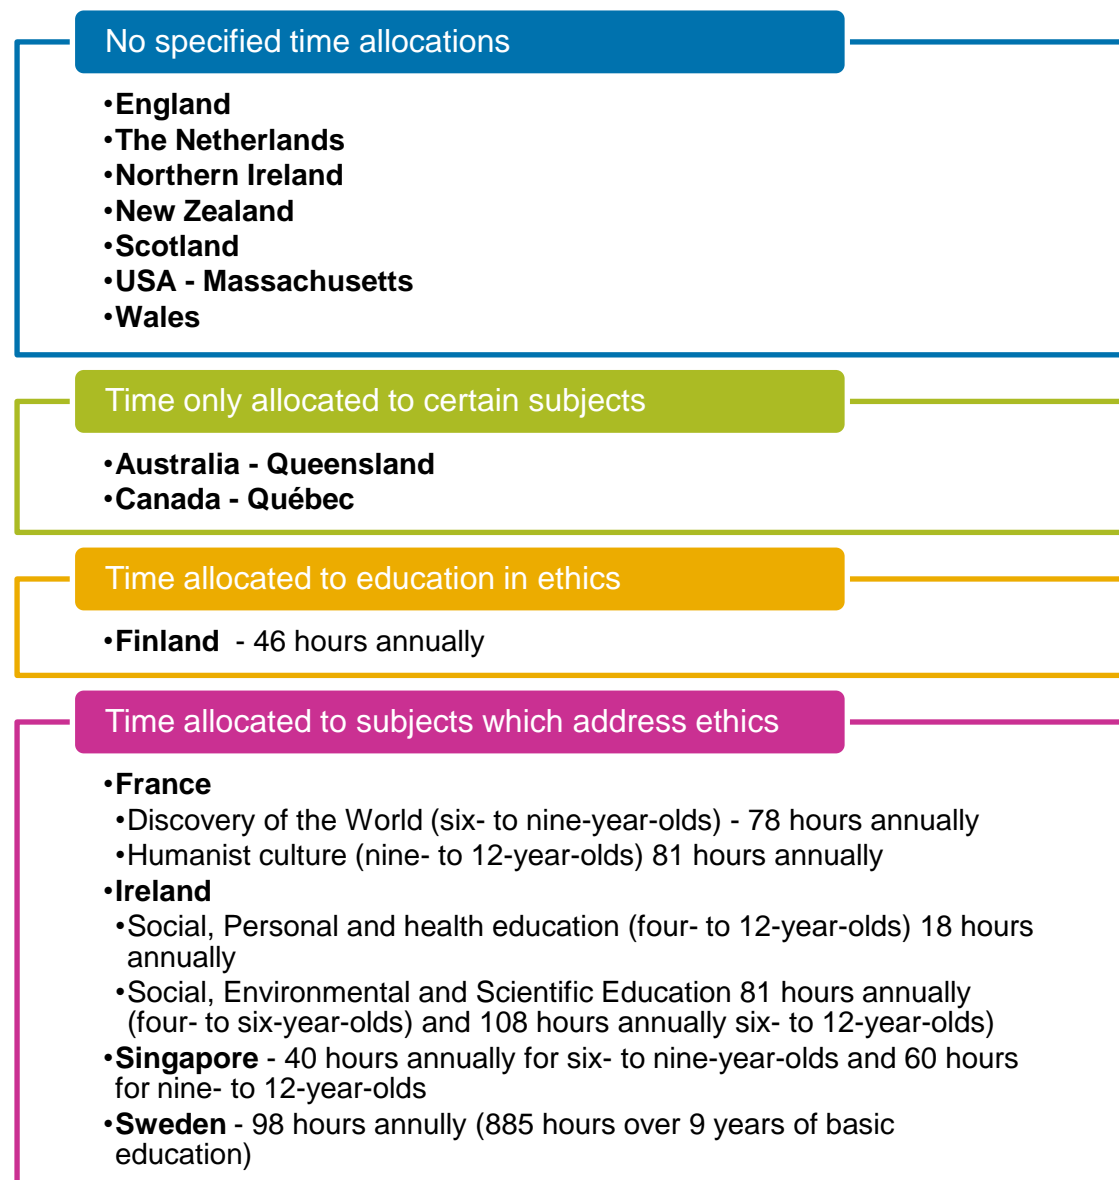 No specified time allocations
•England
•The Netherlands
•Northern Ireland
•New Zealand
•Scotland
•USA - Massachusetts
•Wales
Time only allocated to certain subjects
•Australia - Queensland
•Canada - Québec
Time allocated to education in ethics
•Finland - 46 hours annually
Time allocated to subjects which address ethics
•France
•Discovery of the World (six- to nine-year-olds) - 78 hours annually
•Humanist culture (nine- to 12-year-olds) 81 hours annually
•Ireland
•Social, Personal and health education (four- to 12-year-olds) 18 hours
annually
•Social, Environmental and Scientific Education 81 hours annually
(four- to six-year-olds) and 108 hours annually six- to 12-year-olds)
•Singapore - 40 hours annually for six- to nine-year-olds and 60 hours
for nine- to 12-year-olds
•Sweden - 98 hours annully (885 hours over 9 years of basic
education)